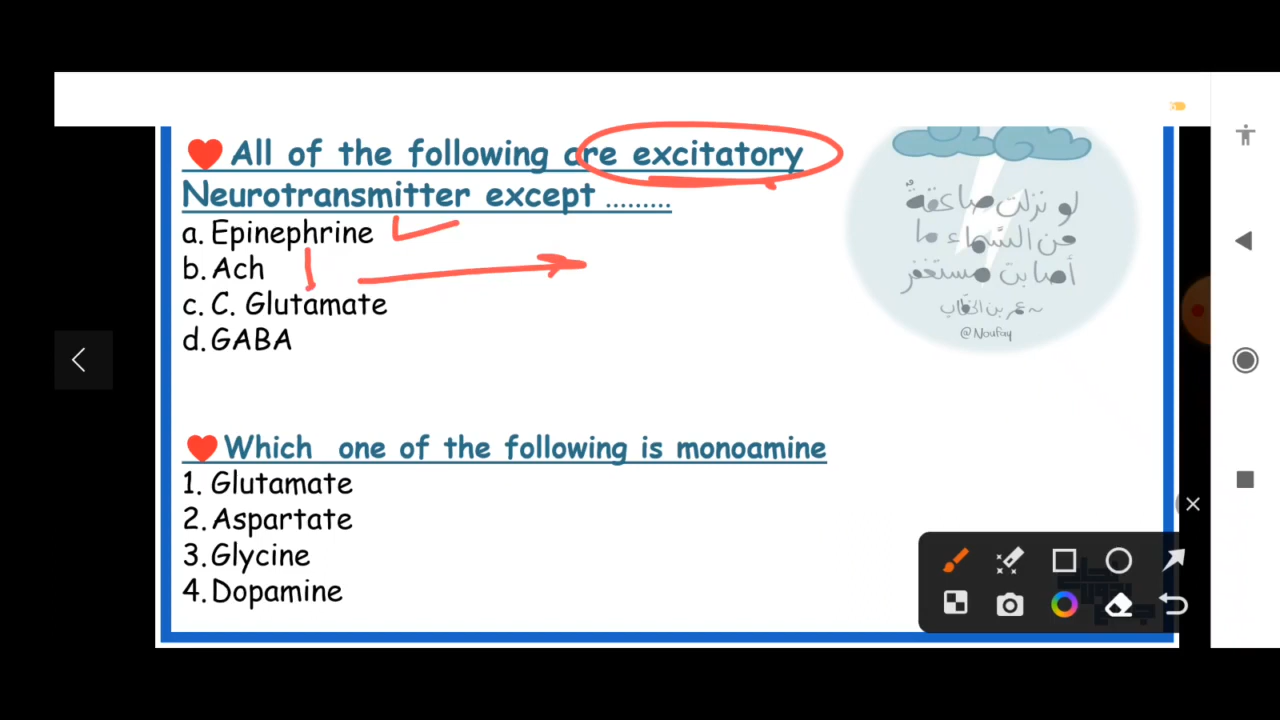 All of the following are excitatory
Neurotransmitter except .........
a. Epinephrine
b. Ach
c. C. Glutamate
d. GABA
لو نزلت صاعقةٌ
من السَّماء ما
أصابت مستغفر
~ عمر بن الخطّاب
@Noufay
Which one of the following is monoamine
1. Glutamate
2. Aspartate
3. Glycine
4. Dopamine